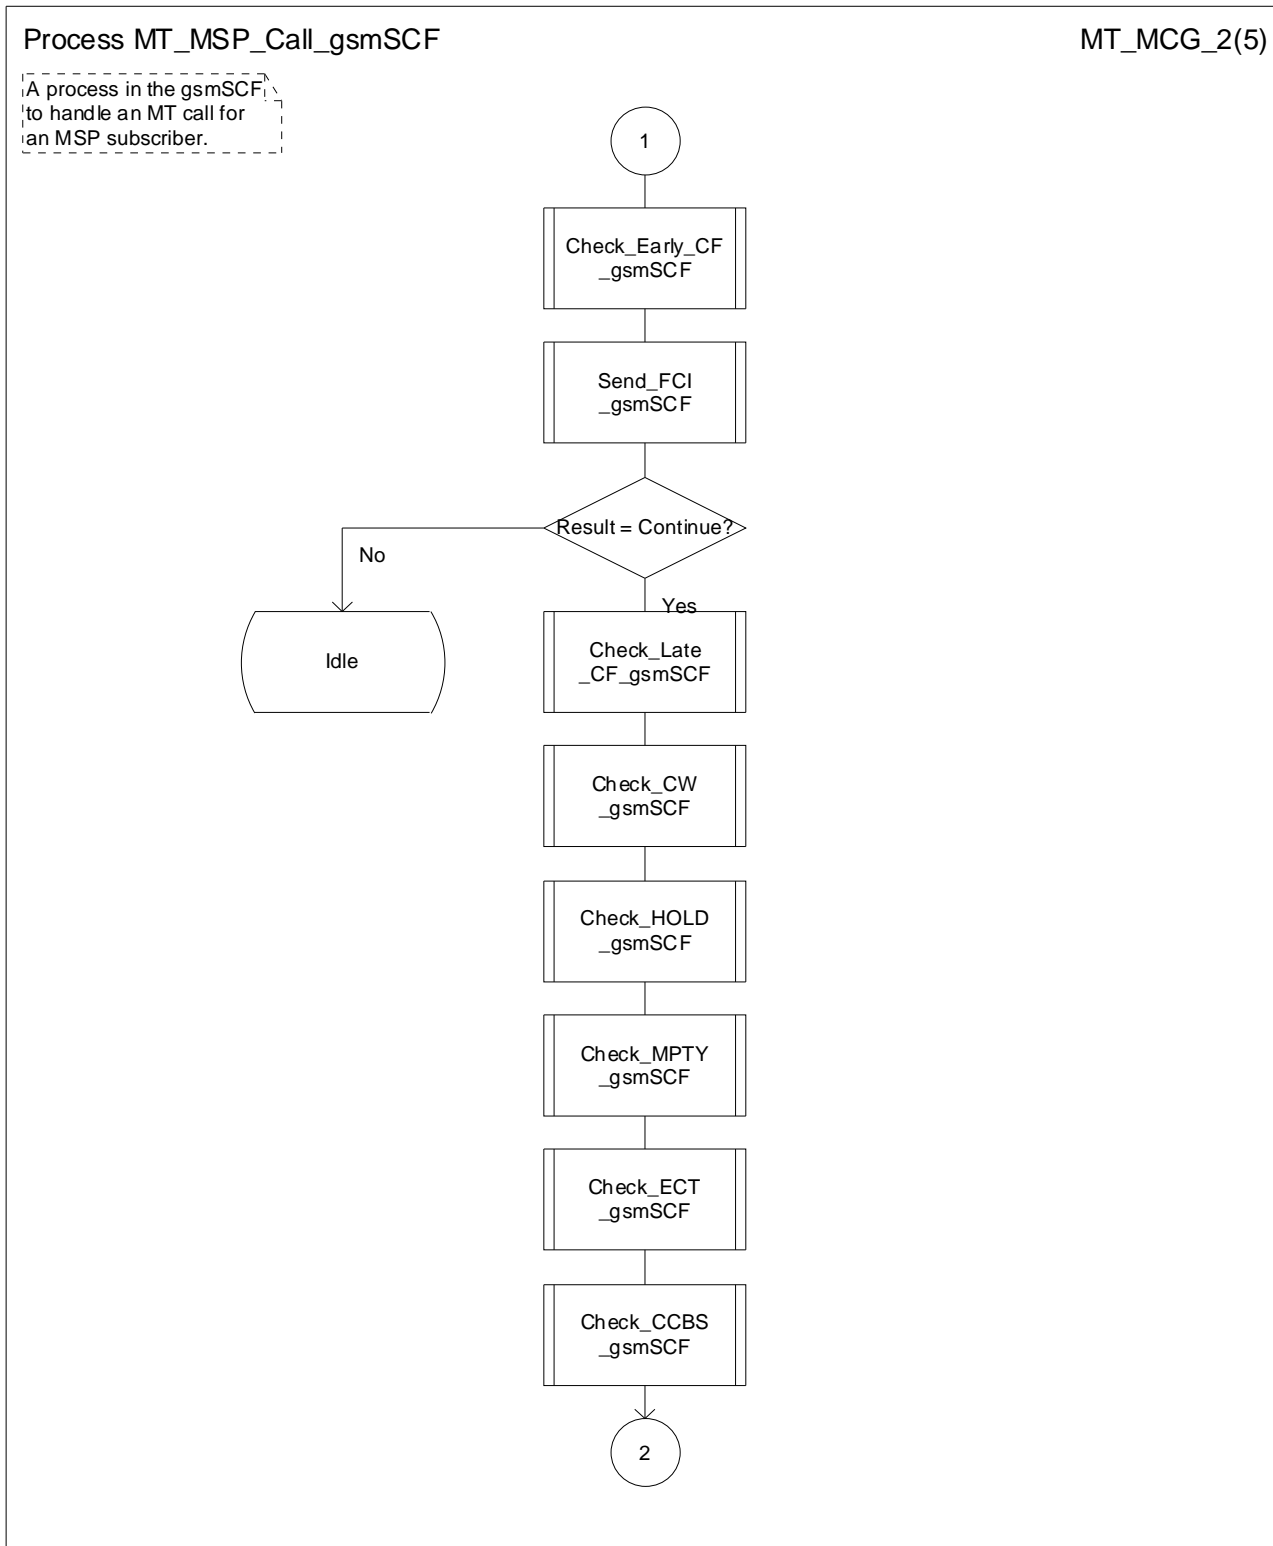 Process MT_MSP_Call_gsmSCF
MT_MCG_2(5)
A process in the gsmSCF
to handle an MT call for
an MSP subscriber.
1
Check_Early_CF
_gsmSCF
Send_FCI
_gsmSCF
Result = Continue?
No
Yes
Idle
Check_Late
_CF_gsmSCF
Check_CW
_gsmSCF
Check_HOLD
_gsmSCF
Check_MPTY
_gsmSCF
Check_ECT
_gsmSCF
Check_CCBS
_gsmSCF
2